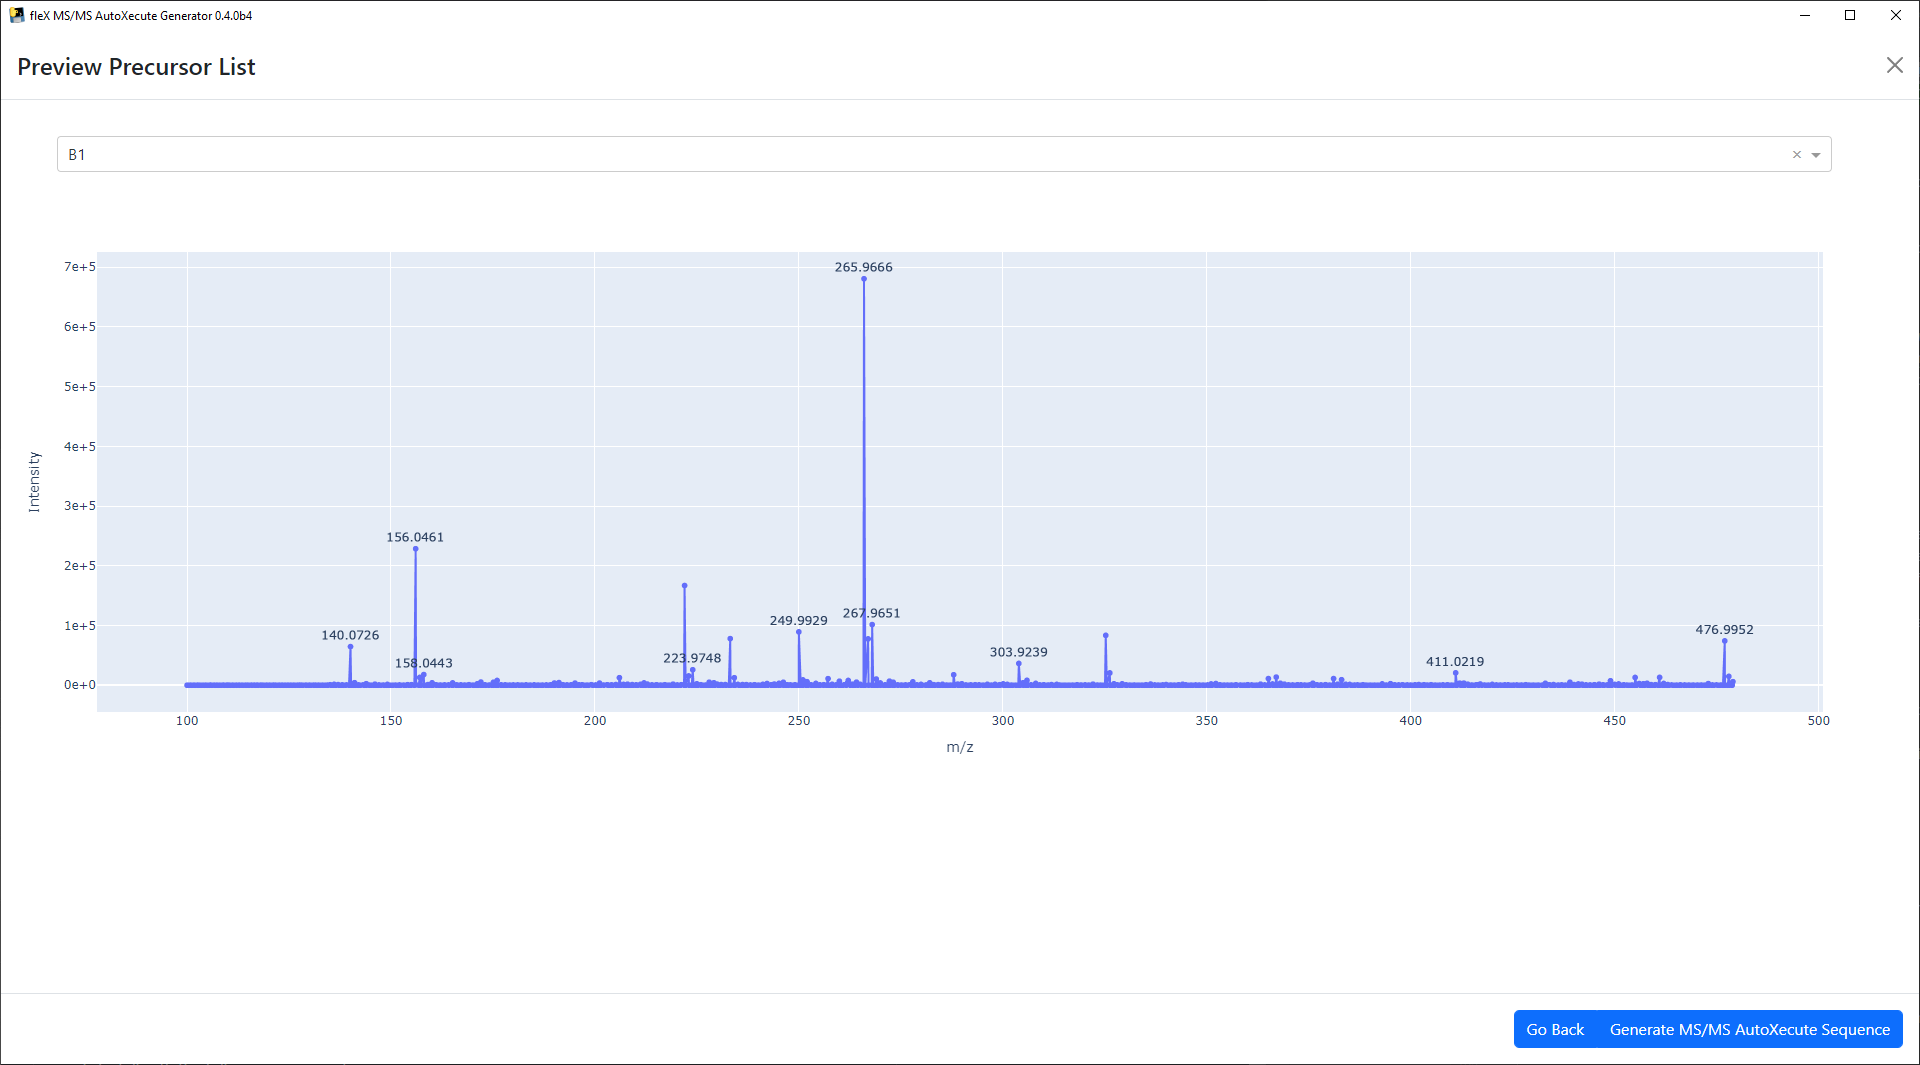 fleX MS/MS AutoXecute Generator 0.4.0b4
Preview Precursor List
B1
7e+5
6e+5
5e+5
4e+5
3e+5
2e+5
1e+5
0e+0
Intensity
265.9666
156.0461
140.0726
158.0443
223.9748
249.9929
267.9651
303.9239
411.0219
476.9952
100 150 200 250 300 350 400 450 500
m/z
Go Back Generate MS/MS AutoXecute Sequence